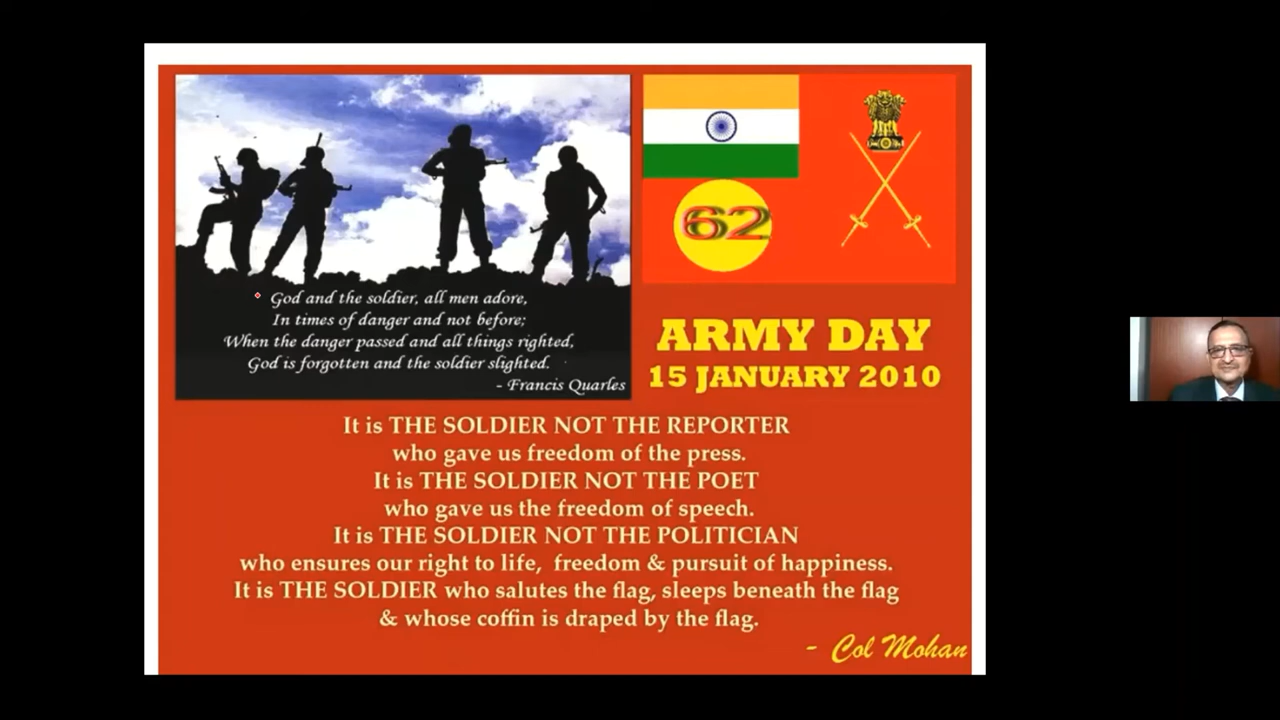 God and the soldier, all men adore,
In times of danger and not before;
When the danger passed and all things righted,
God is forgotten and the soldier slighted.
- Francis Quarles
62
ARMY DAY
15 JANUARY 2010
It is THE SOLDIER NOT THE REPORTER
who gave us freedom of the press.
It is THE SOLDIER NOT THE POET
who gave us the freedom of speech.
It is THE SOLDIER NOT THE POLITICIAN
who ensures our right to life, freedom & pursuit of happiness.
It is THE SOLDIER who salutes the flag, sleeps beneath the flag
& whose coffin is draped by the flag.
- Col Mohan